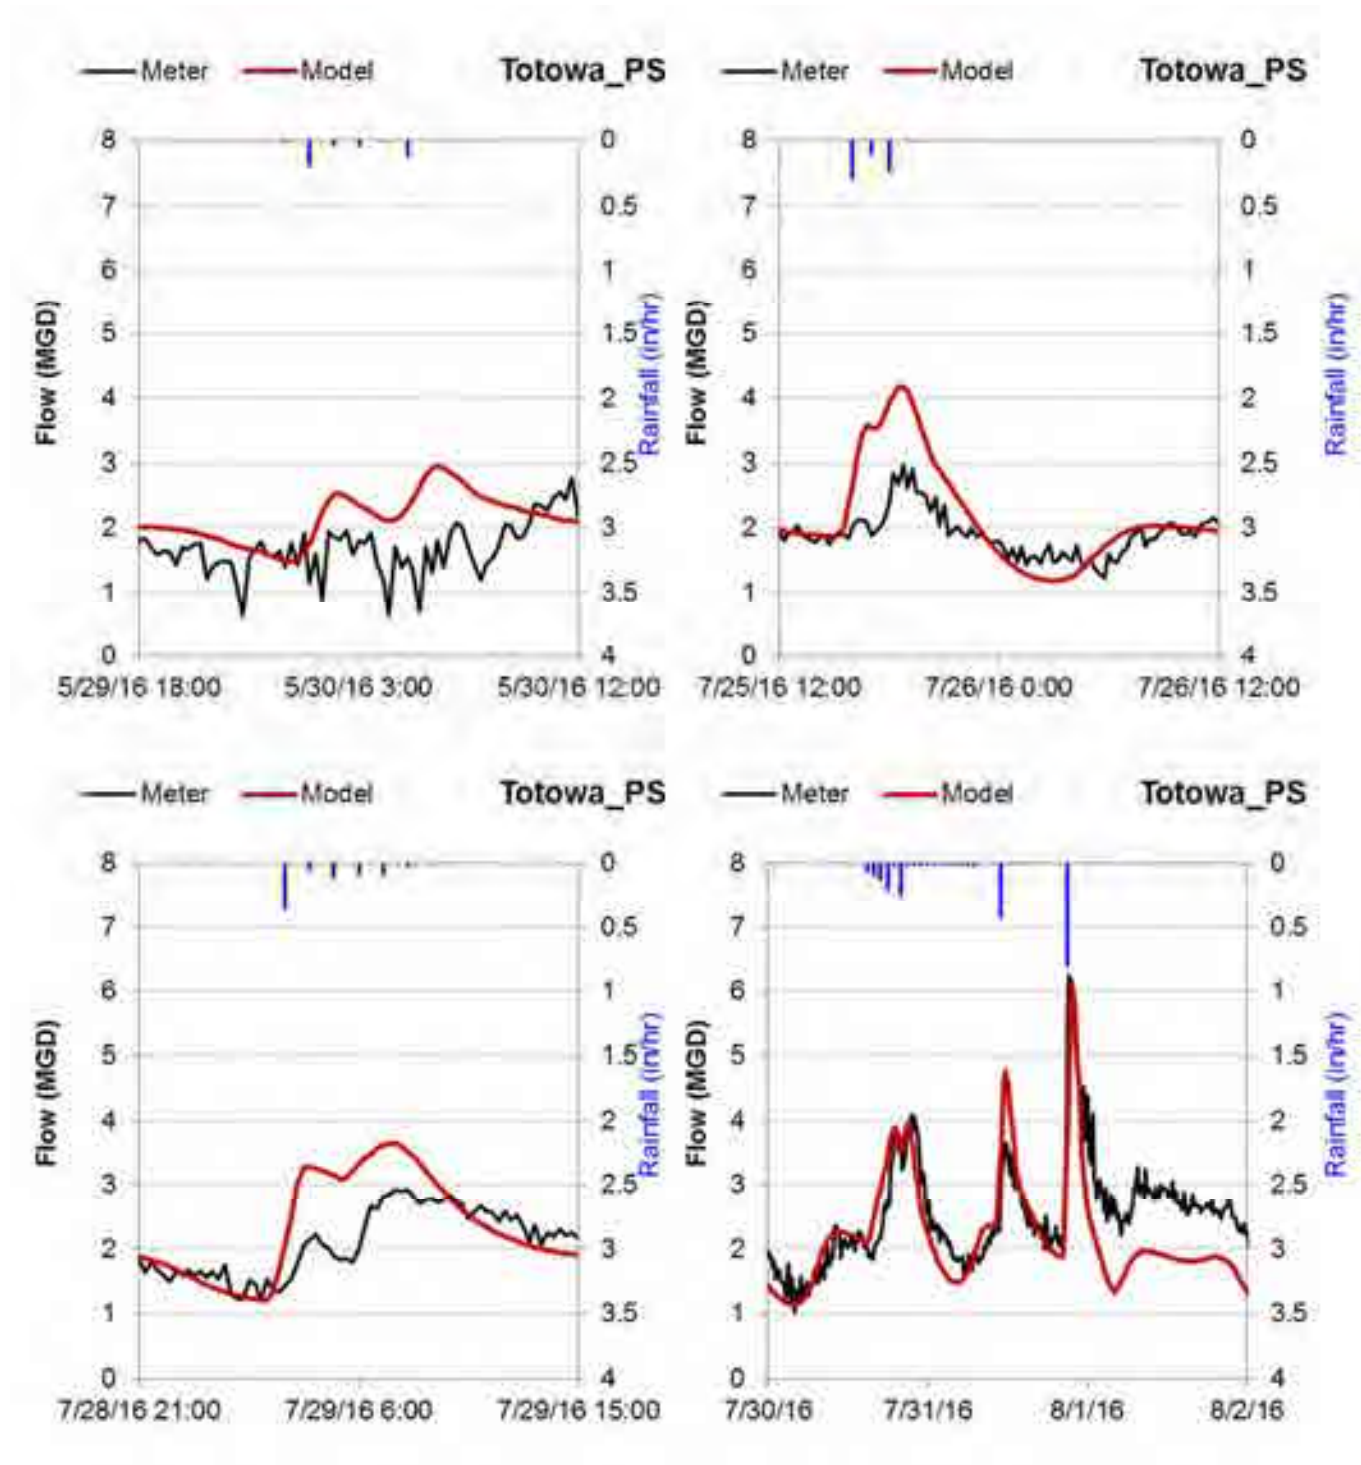 Meter Model Totowa_PS
8 7 6 5 4 3 2 1 0
Flow (MGD)
0 0.5 1 1.5 2 2.5 3 3.5 4
Rainfall (in/hr)
5/29/16 18:00 5/30/16 3:00 5/30/16 12:00
Meter Model Totowa_PS
8 7 6 5 4 3 2 1 0
Flow (MGD)
0 0.5 1 1.5 2 2.5 3 3.5 4
Rainfall (in/hr)
7/25/16 12:00 7/26/16 0:00 7/26/16 12:00
Meter Model Totowa_PS
8 7 6 5 4 3 2 1 0
Flow (MGD)
0 0.5 1 1.5 2 2.5 3 3.5 4
Rainfall (in/hr)
7/28/16 21:00 7/29/16 6:00 7/29/16 15:00
Meter Model Totowa_PS
8 7 6 5 4 3 2 1 0
Flow (MGD)
0 0.5 1 1.5 2 2.5 3 3.5 4
Rainfall (in/hr)
7/30/16 7/31/16 8/1/16 8/2/16